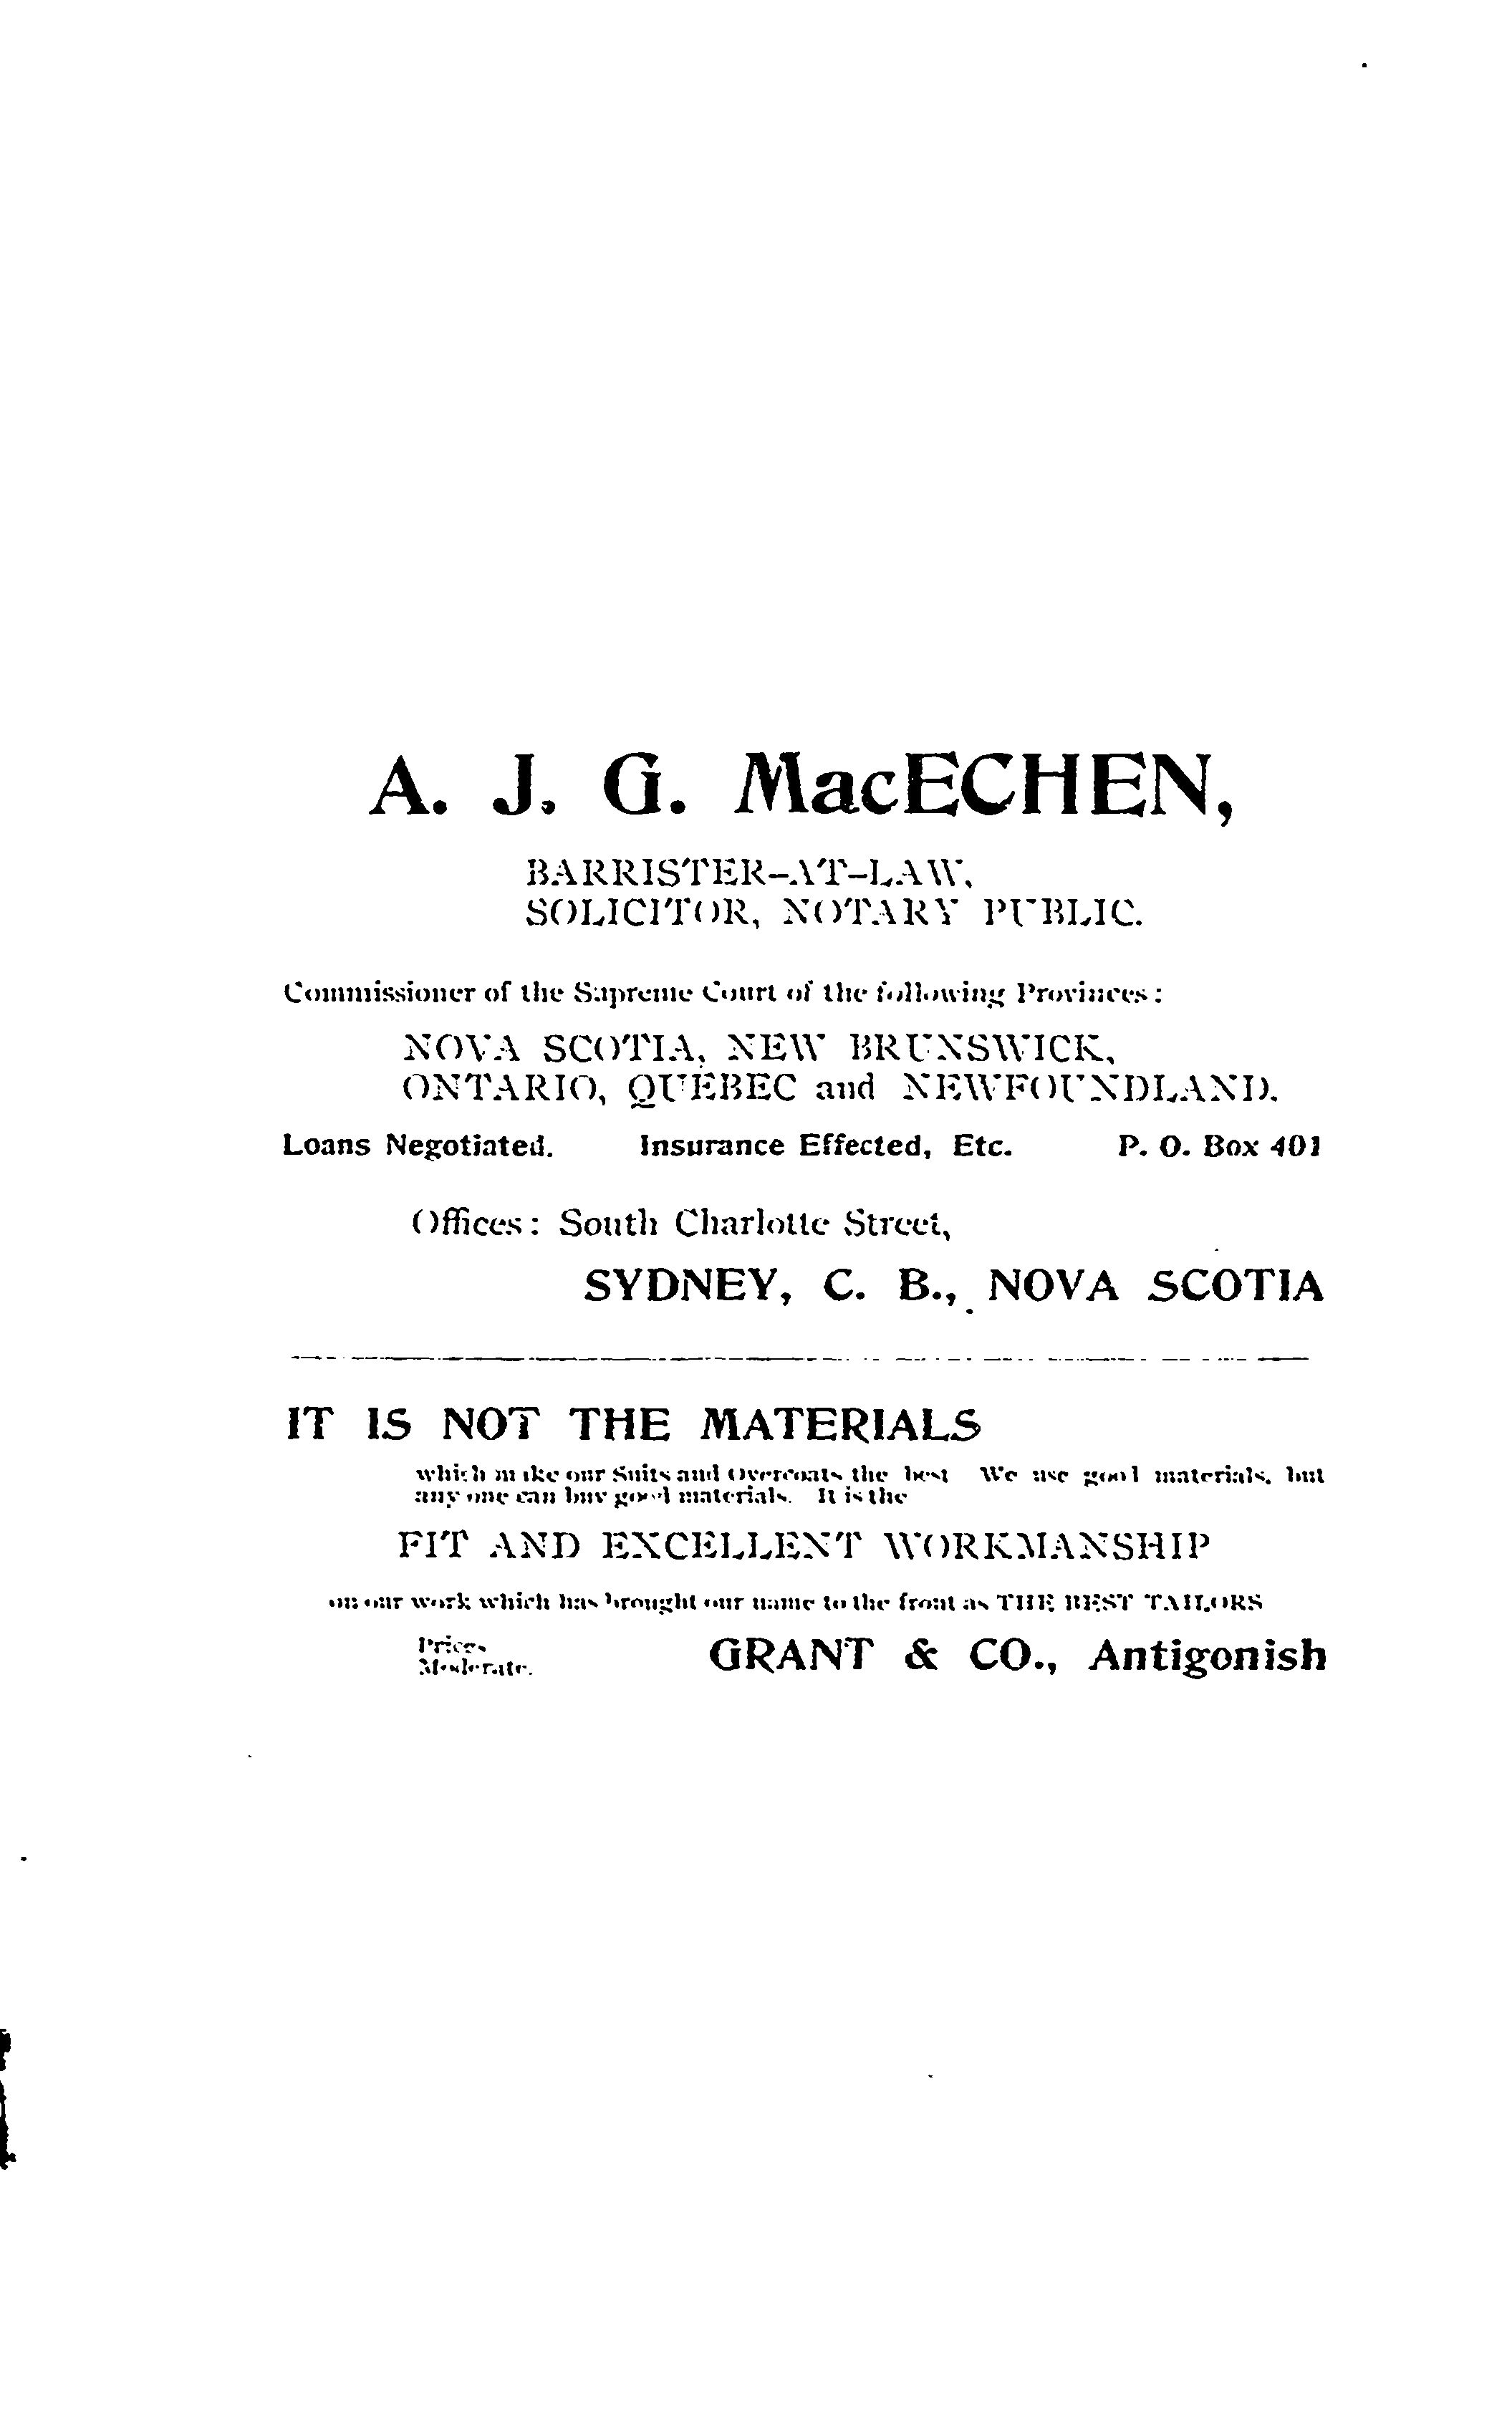 A. J. G. MacECHEN,
BARRISTER-AT-LAW,
SOLICITOR, NOTARY PUBLIC.
Commissioner of the Supreme Court of the following Provinces:
NOVA SCOTIA, NEW BRUNSWICK,
ONTARIO, QUEBEC and NEWFOUNDLAND.
Loans Negotiated. Insurance Effected, Etc. P. O. Box 401
Offices: South Charlotte Street,
SYDNEY, C. B., NOVA SCOTIA
IT IS NOT THE MATERIALS
which make our Suits and Overcoats the best We use good materials, but
any one can buy good materials. It is the
FIT AND EXCELLENT WORKMANSHIP
on our work which has brought our name to the front as THE BEST TAILORS
Prices
Moderate.
GRANT & CO., Antigonish